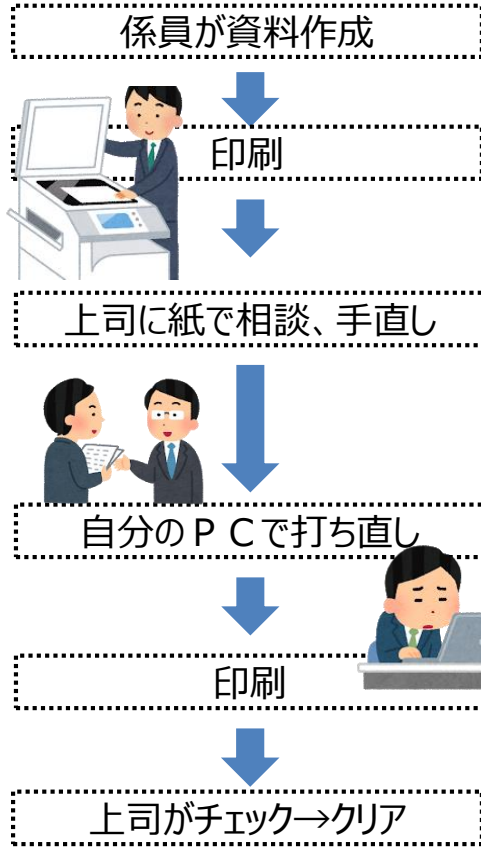 係員が資料作成
印刷
上司に紙で相談、手直し
自分のＰＣで打ち直し
印刷
上司がチェック→クリア